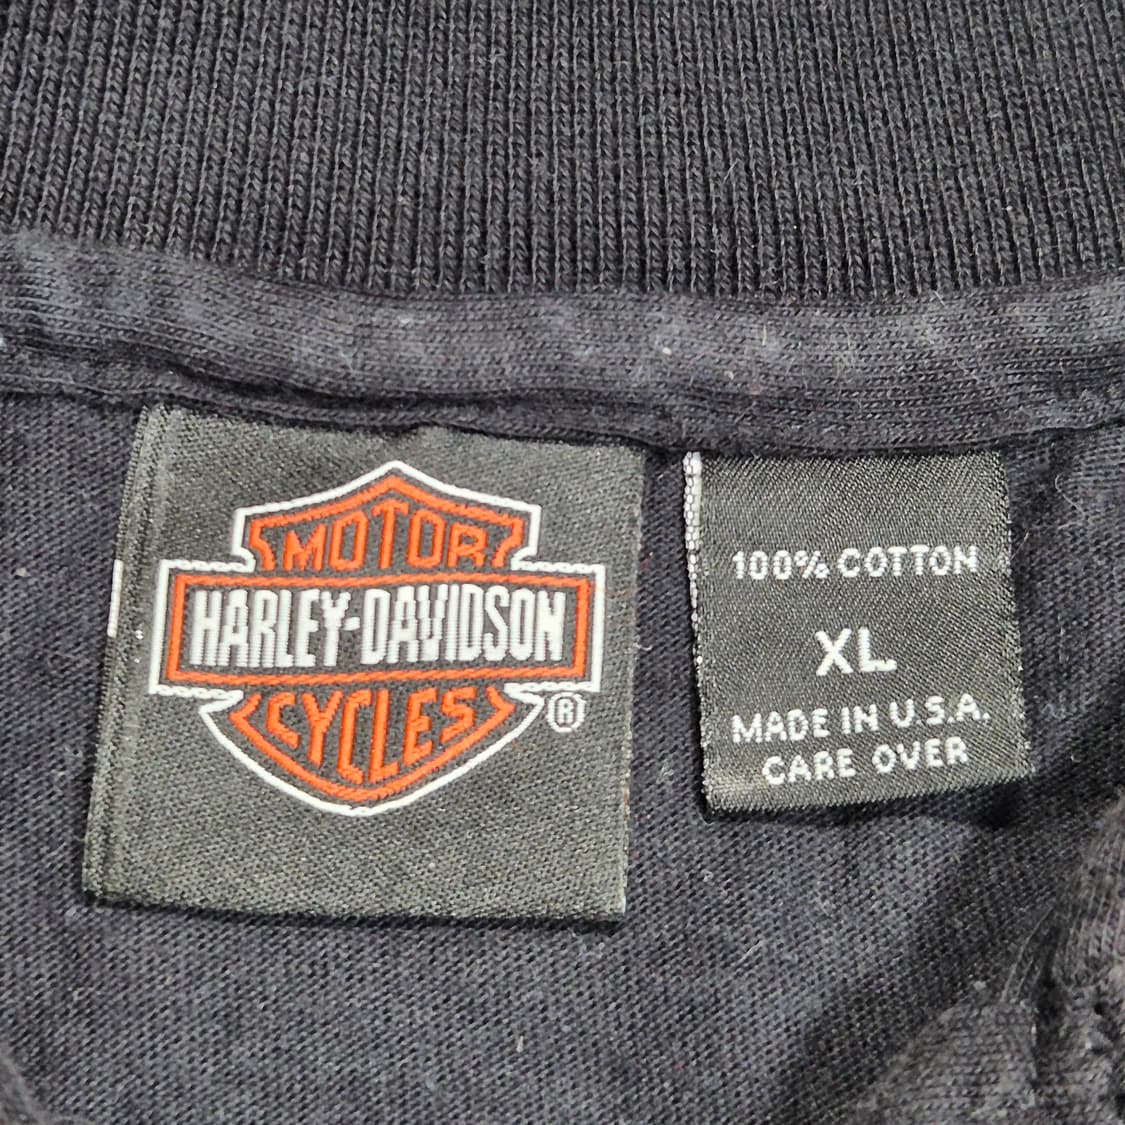 MOTOR
HARLEY-DAVIDSON
CYCLES
®
100% COTTON
XL
MADE IN U.S.A.
CARE OVER